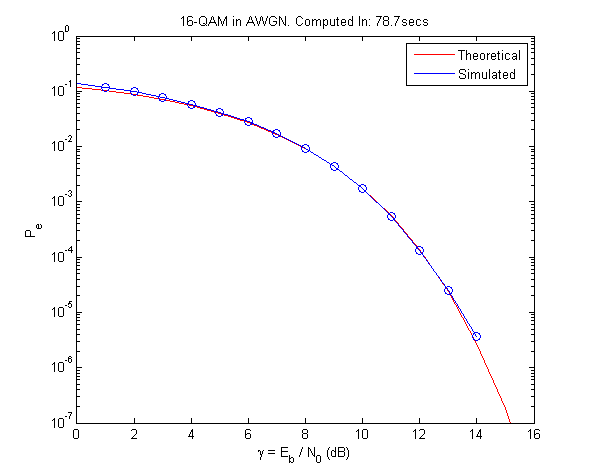 16-QAM in AWGN. Computed In: 78.7secs
10^0
Theoretical
Simulated
10^-1
10^-2
10^-3
10^-4
10^-5
10^-6
10^-7
P_e
0 2 4 6 8 10 12 14 16
γ = E_b / N_0 (dB)